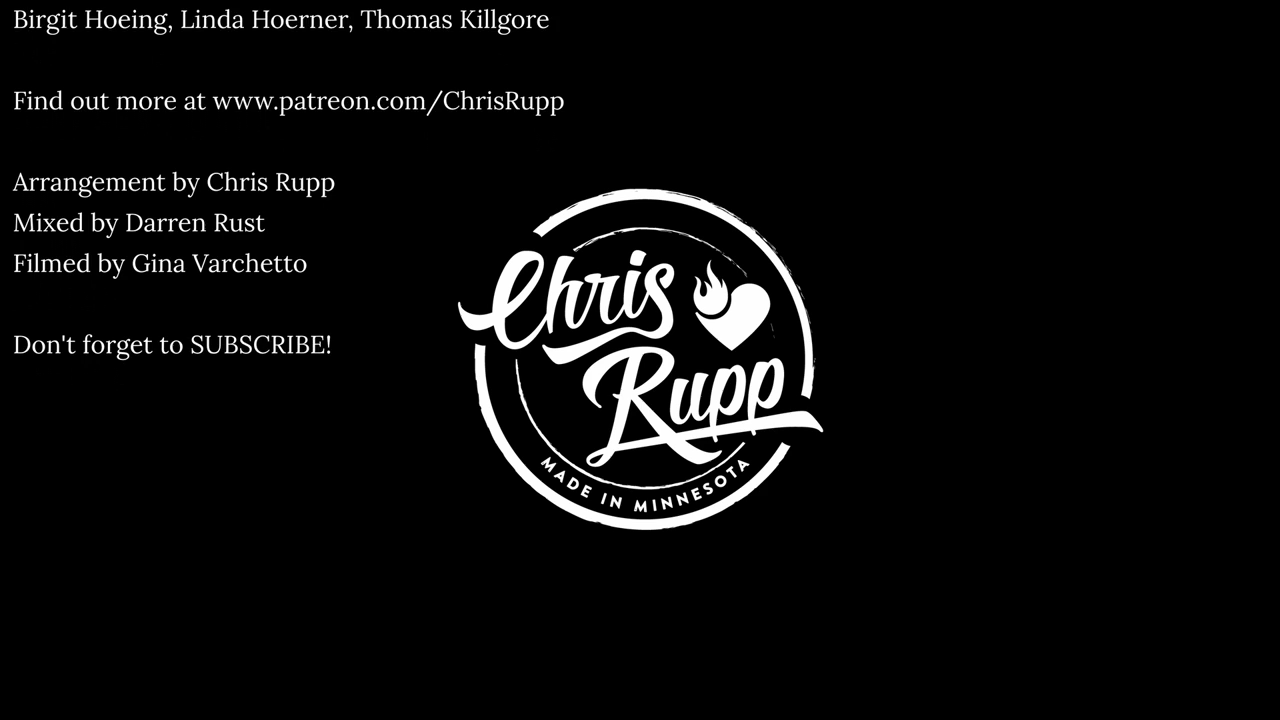 Birgit Hoeing, Linda Hoerner, Thomas Killgore
Find out more at www.patreon.com/ChrisRupp
Arrangement by Chris Rupp
Mixed by Darren Rust
Filmed by Gina Varchetto
Don't forget to SUBSCRIBE!
Chris
Rupp
MADE IN MINNESOTA